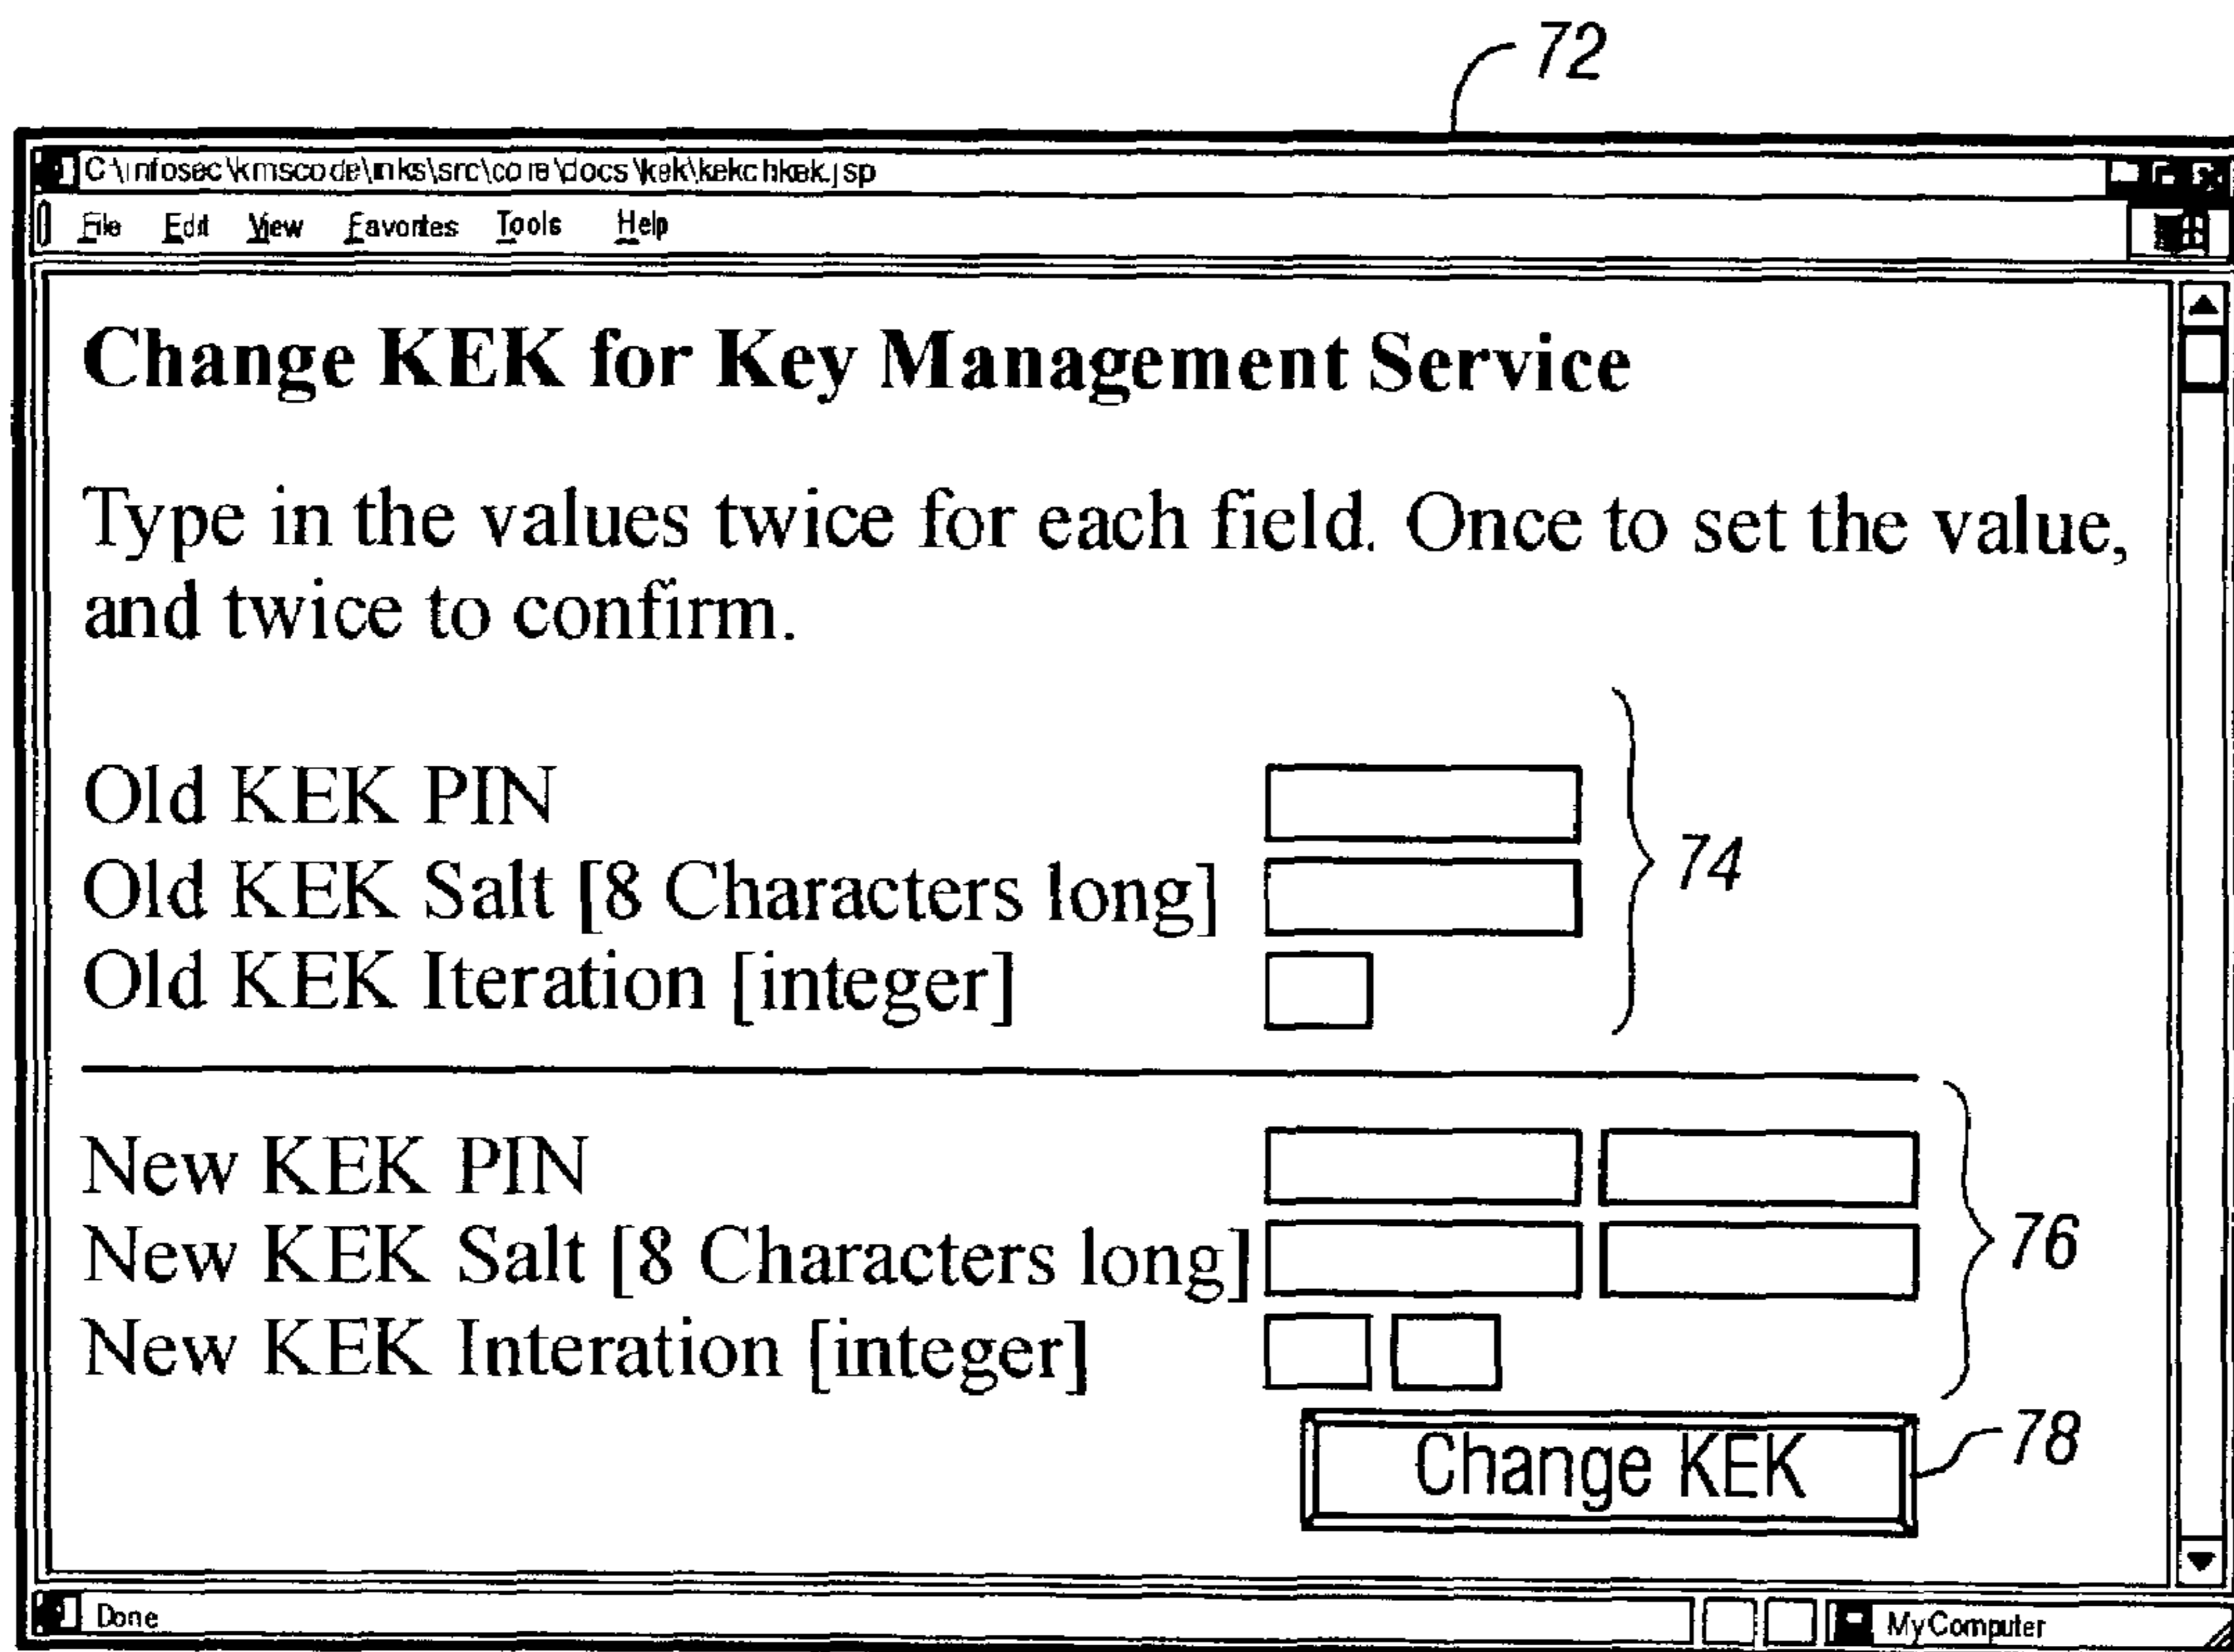 72
C:\infosec\kmscode\mks\src\core\docs\kek\kekchkek.jsp
File Edit View Favorites Tools Help
Change KEK for Key Management Service
Type in the values twice for each field. Once to set the value,
and twice to confirm.
Old KEK PIN
Old KEK Salt [8 Characters long]
74
Old KEK Iteration [integer]
New KEK PIN
New KEK Salt [8 Characters long]
76
New KEK Interation [integer]
Change KEK
78
Done
My Computer